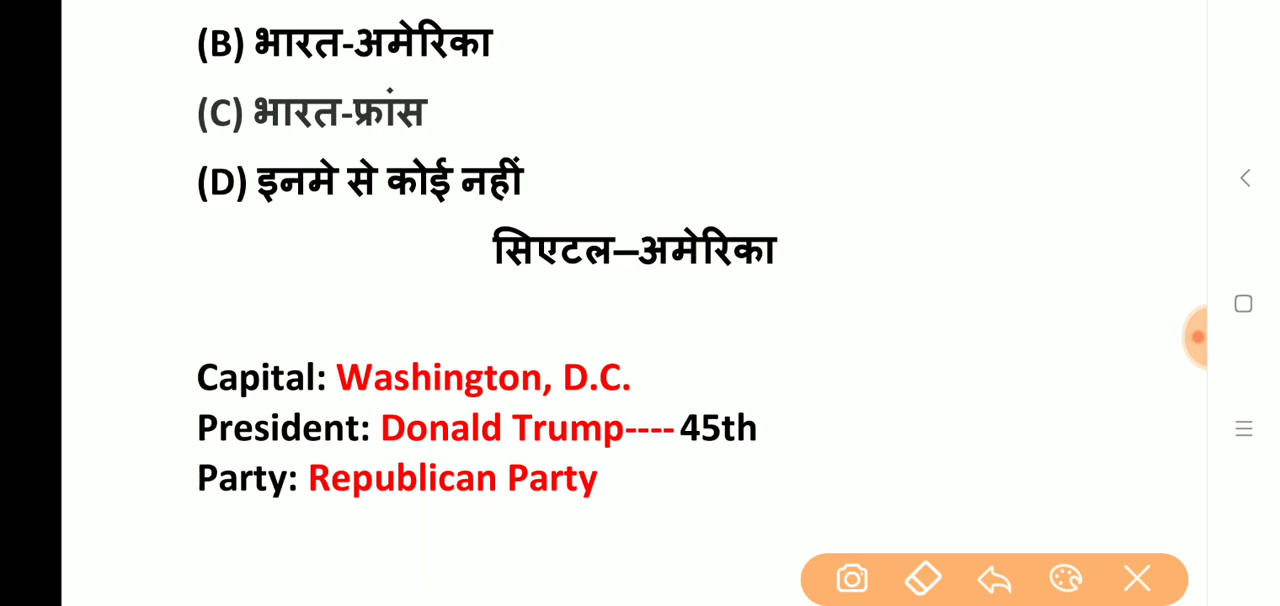 (B) भारत-अमेरिका
(C) भारत-फ्रांस
(D) इनमे से कोई नहीं
सिएटल–अमेरिका
Capital: Washington, D.C.
President: Donald Trump----45th
Party: Republican Party